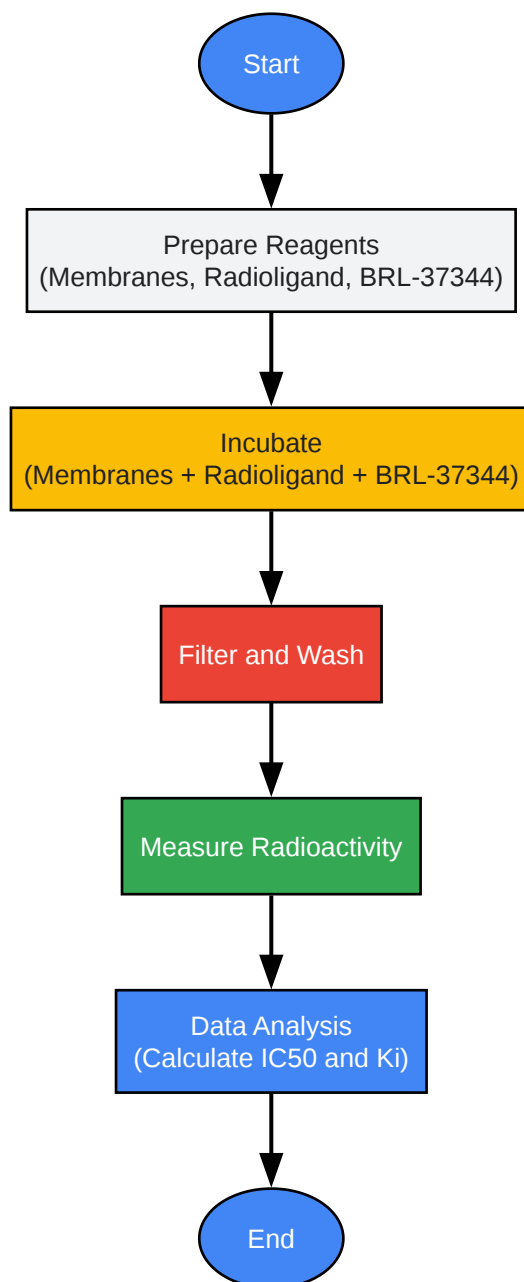 Start
Prepare Reagents
(Membranes, Radioligand, BRL-37344)
Incubate
(Membranes + Radioligand + BRL-37344)
Filter and Wash
Measure Radioactivity
Data Analysis
(Calculate IC50 and Ki)
End